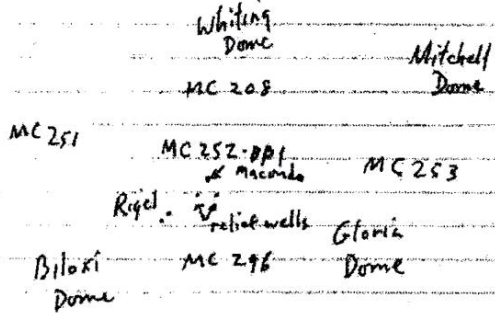 Whiting
Dome
Mitchell
Dome
MC 208
MC 251
MC 252-001
Macondo
MC 253
Rigel
relief wells
Gloria
Dome
Biloxi
Dome
MC 296